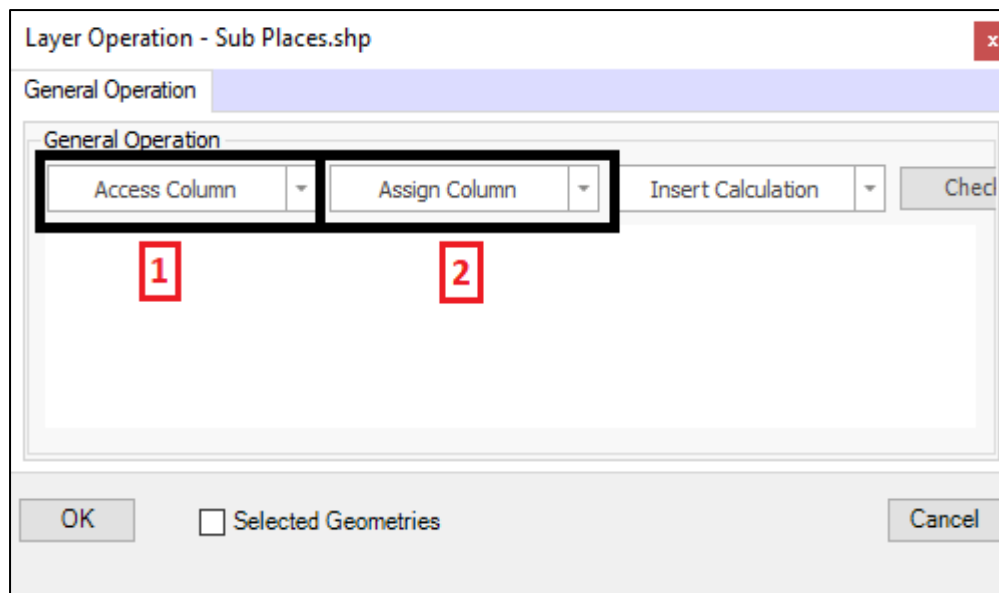 Layer Operation - Sub Places.shp
x
General Operation
General Operation
Access Column
Assign Column
Insert Calculation
Check
1
2
OK
Selected Geometries
Cancel